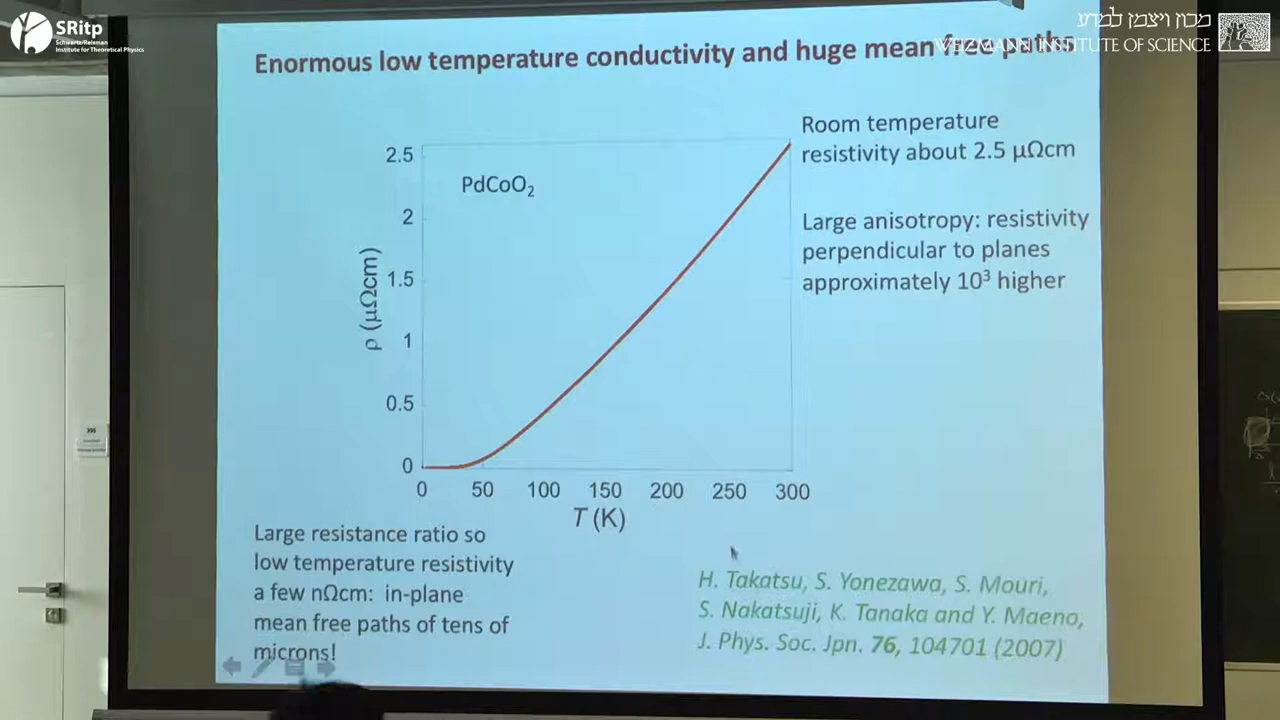 SRitp
Schwartz/Reisman
Institute for Theoretical Physics
מכון ויצמן למדע
WEIZMANN INSTITUTE OF SCIENCE
Enormous low temperature conductivity and huge mean free paths
Room temperature
resistivity about 2.5 µΩcm
Large anisotropy: resistivity
perpendicular to planes
approximately 10³ higher
PdCoO₂
2.5
2
1.5
1
0.5
0
ρ (µΩcm)
0 50 100 150 200 250 300
T (K)
Large resistance ratio so
low temperature resistivity
a few nΩcm: in-plane
mean free paths of tens of
microns!
H. Takatsu, S. Yonezawa, S. Mouri,
S. Nakatsuji, K. Tanaka and Y. Maeno,
J. Phys. Soc. Jpn. 76, 104701 (2007)